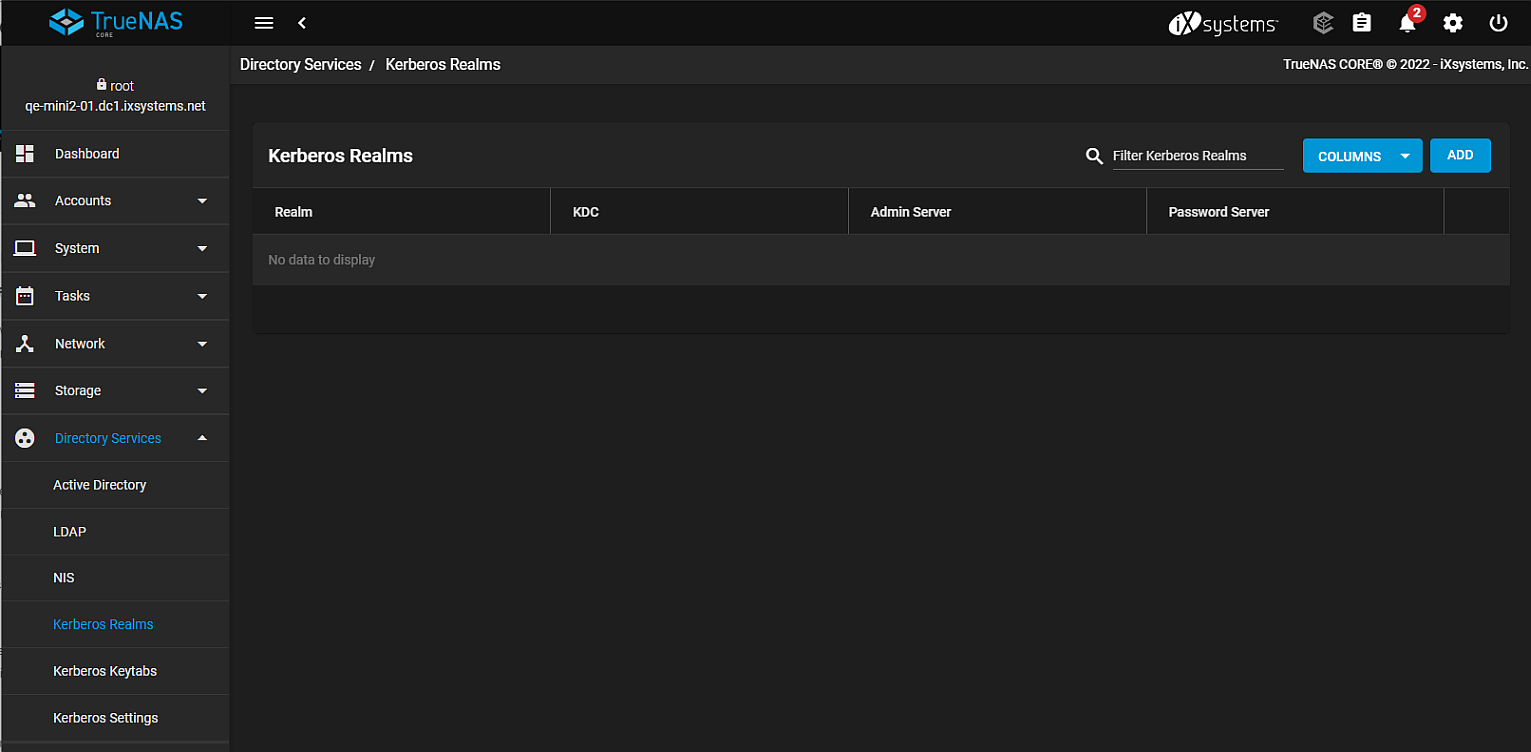 TrueNAS
CORE
iXsystems
2
root
qe-mini2-01.dc1.ixsystems.net
Directory Services / Kerberos Realms
TrueNAS CORE® © 2022 - iXsystems, Inc.
Dashboard
Accounts
System
Tasks
Network
Storage
Directory Services
Active Directory
LDAP
NIS
Kerberos Realms
Kerberos Keytabs
Kerberos Settings
Kerberos Realms
Filter Kerberos Realms
COLUMNS
ADD
Realm KDC Admin Server Password Server
No data to display